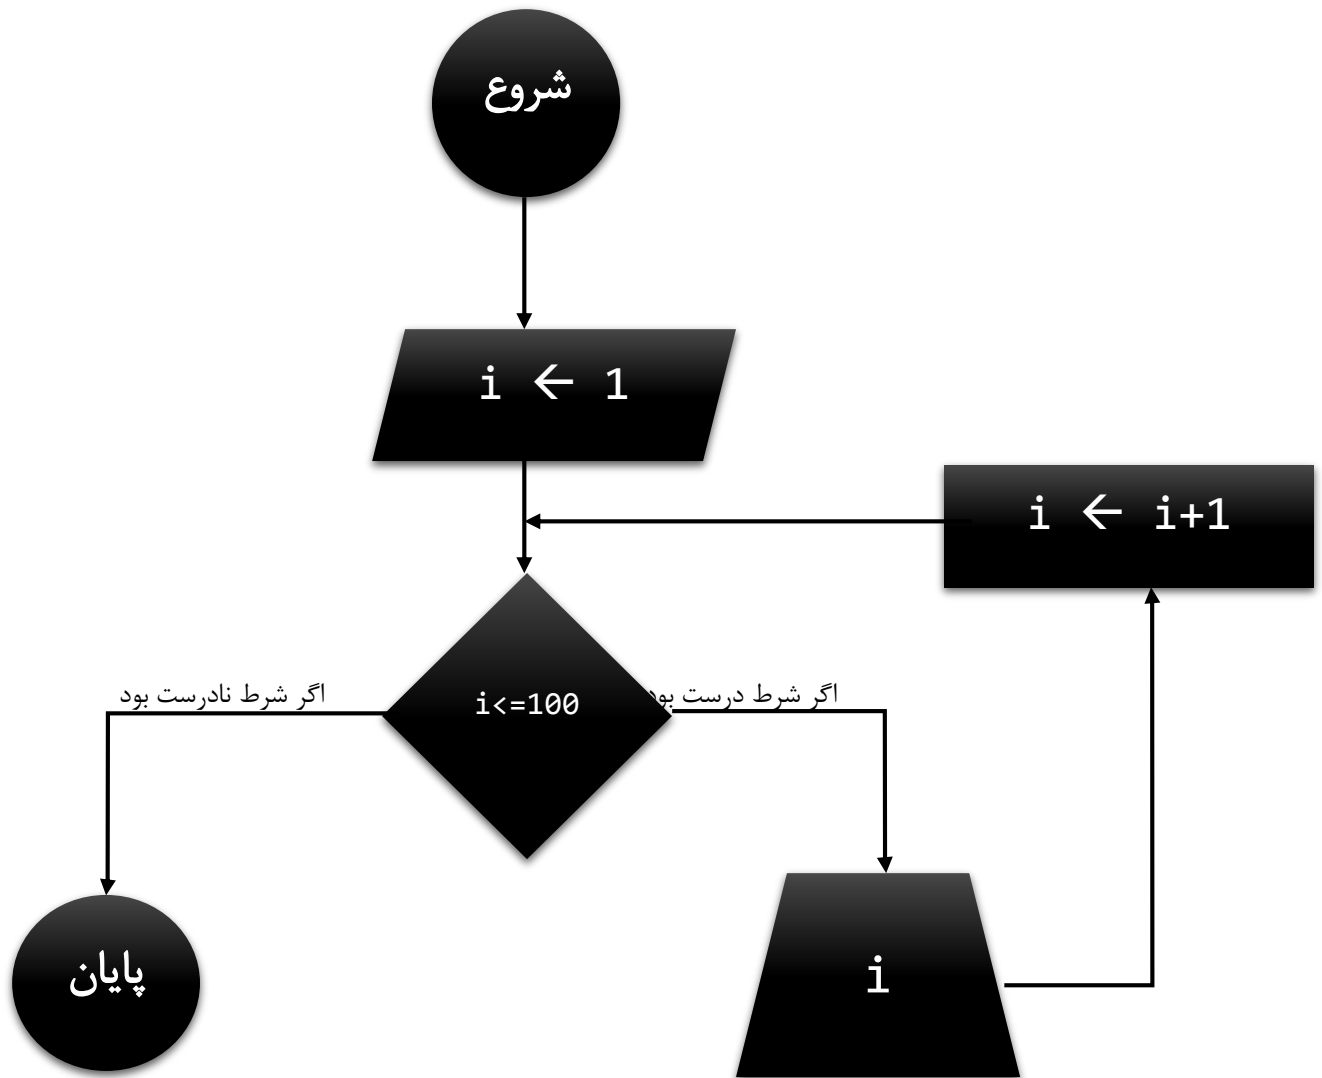 شروع
i ← 1
i ← i+1
اگر شرط نادرست بود
i<=100
اگر شرط درست بود
پایان
i